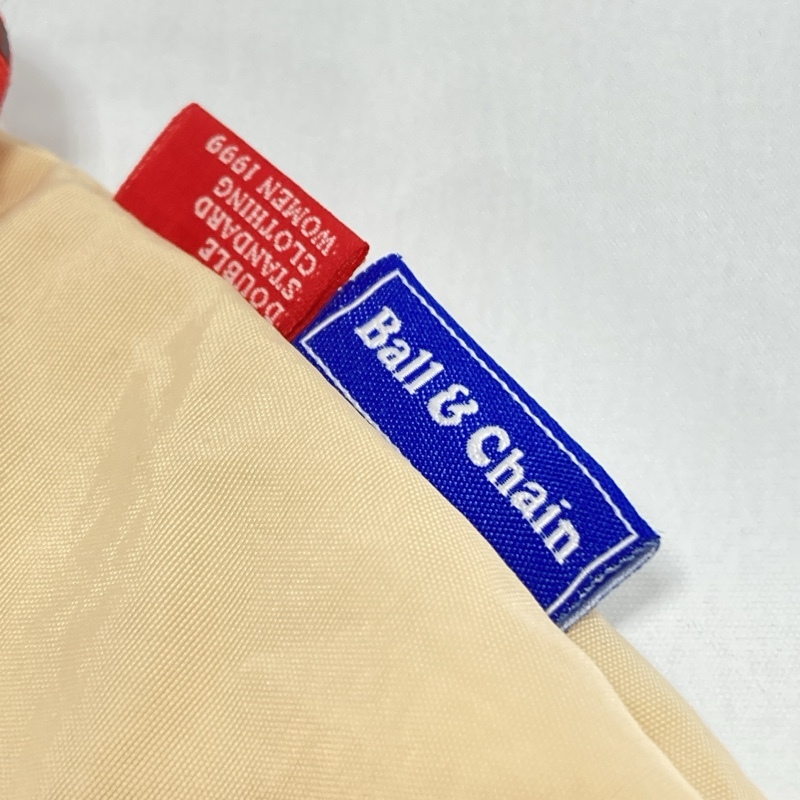 DOUBLE
STANDARD
CLOTHING
WOMEN 1999
Ball & Chain